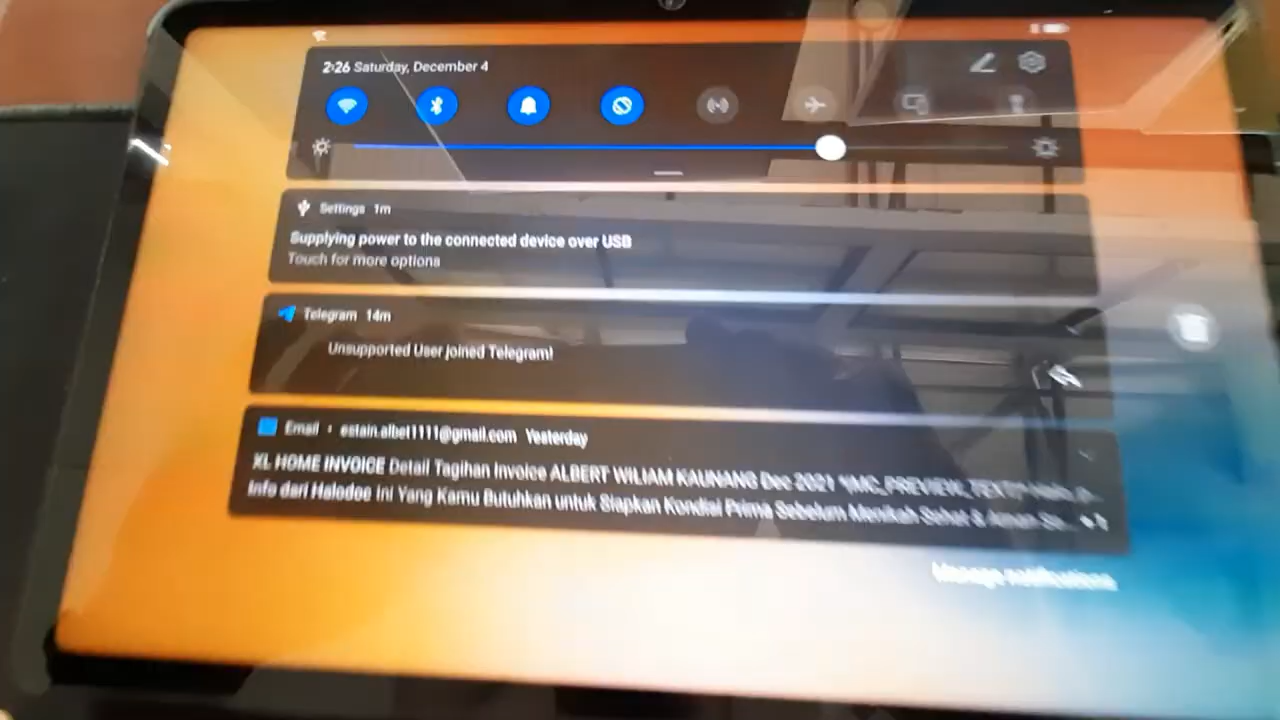 2:26 Saturday, December 4
Settings 1m
Supplying power to the connected device over USB
Touch for more options
Telegram 14m
Unsupported User joined Telegram!
Email • estain.albet1111@gmail.com Yesterday
XL HOME INVOICE Detail Tagihan Invoice ALBERT WILIAM KAUNANG Dec 2021 %MC_PREVIEW_TEXT%
Info dari Halodoc Ini Yang Kamu Butuhkan untuk Siapkan Kondisi Prima Sebelum Menikah Sehat & Aman
Manage notifications